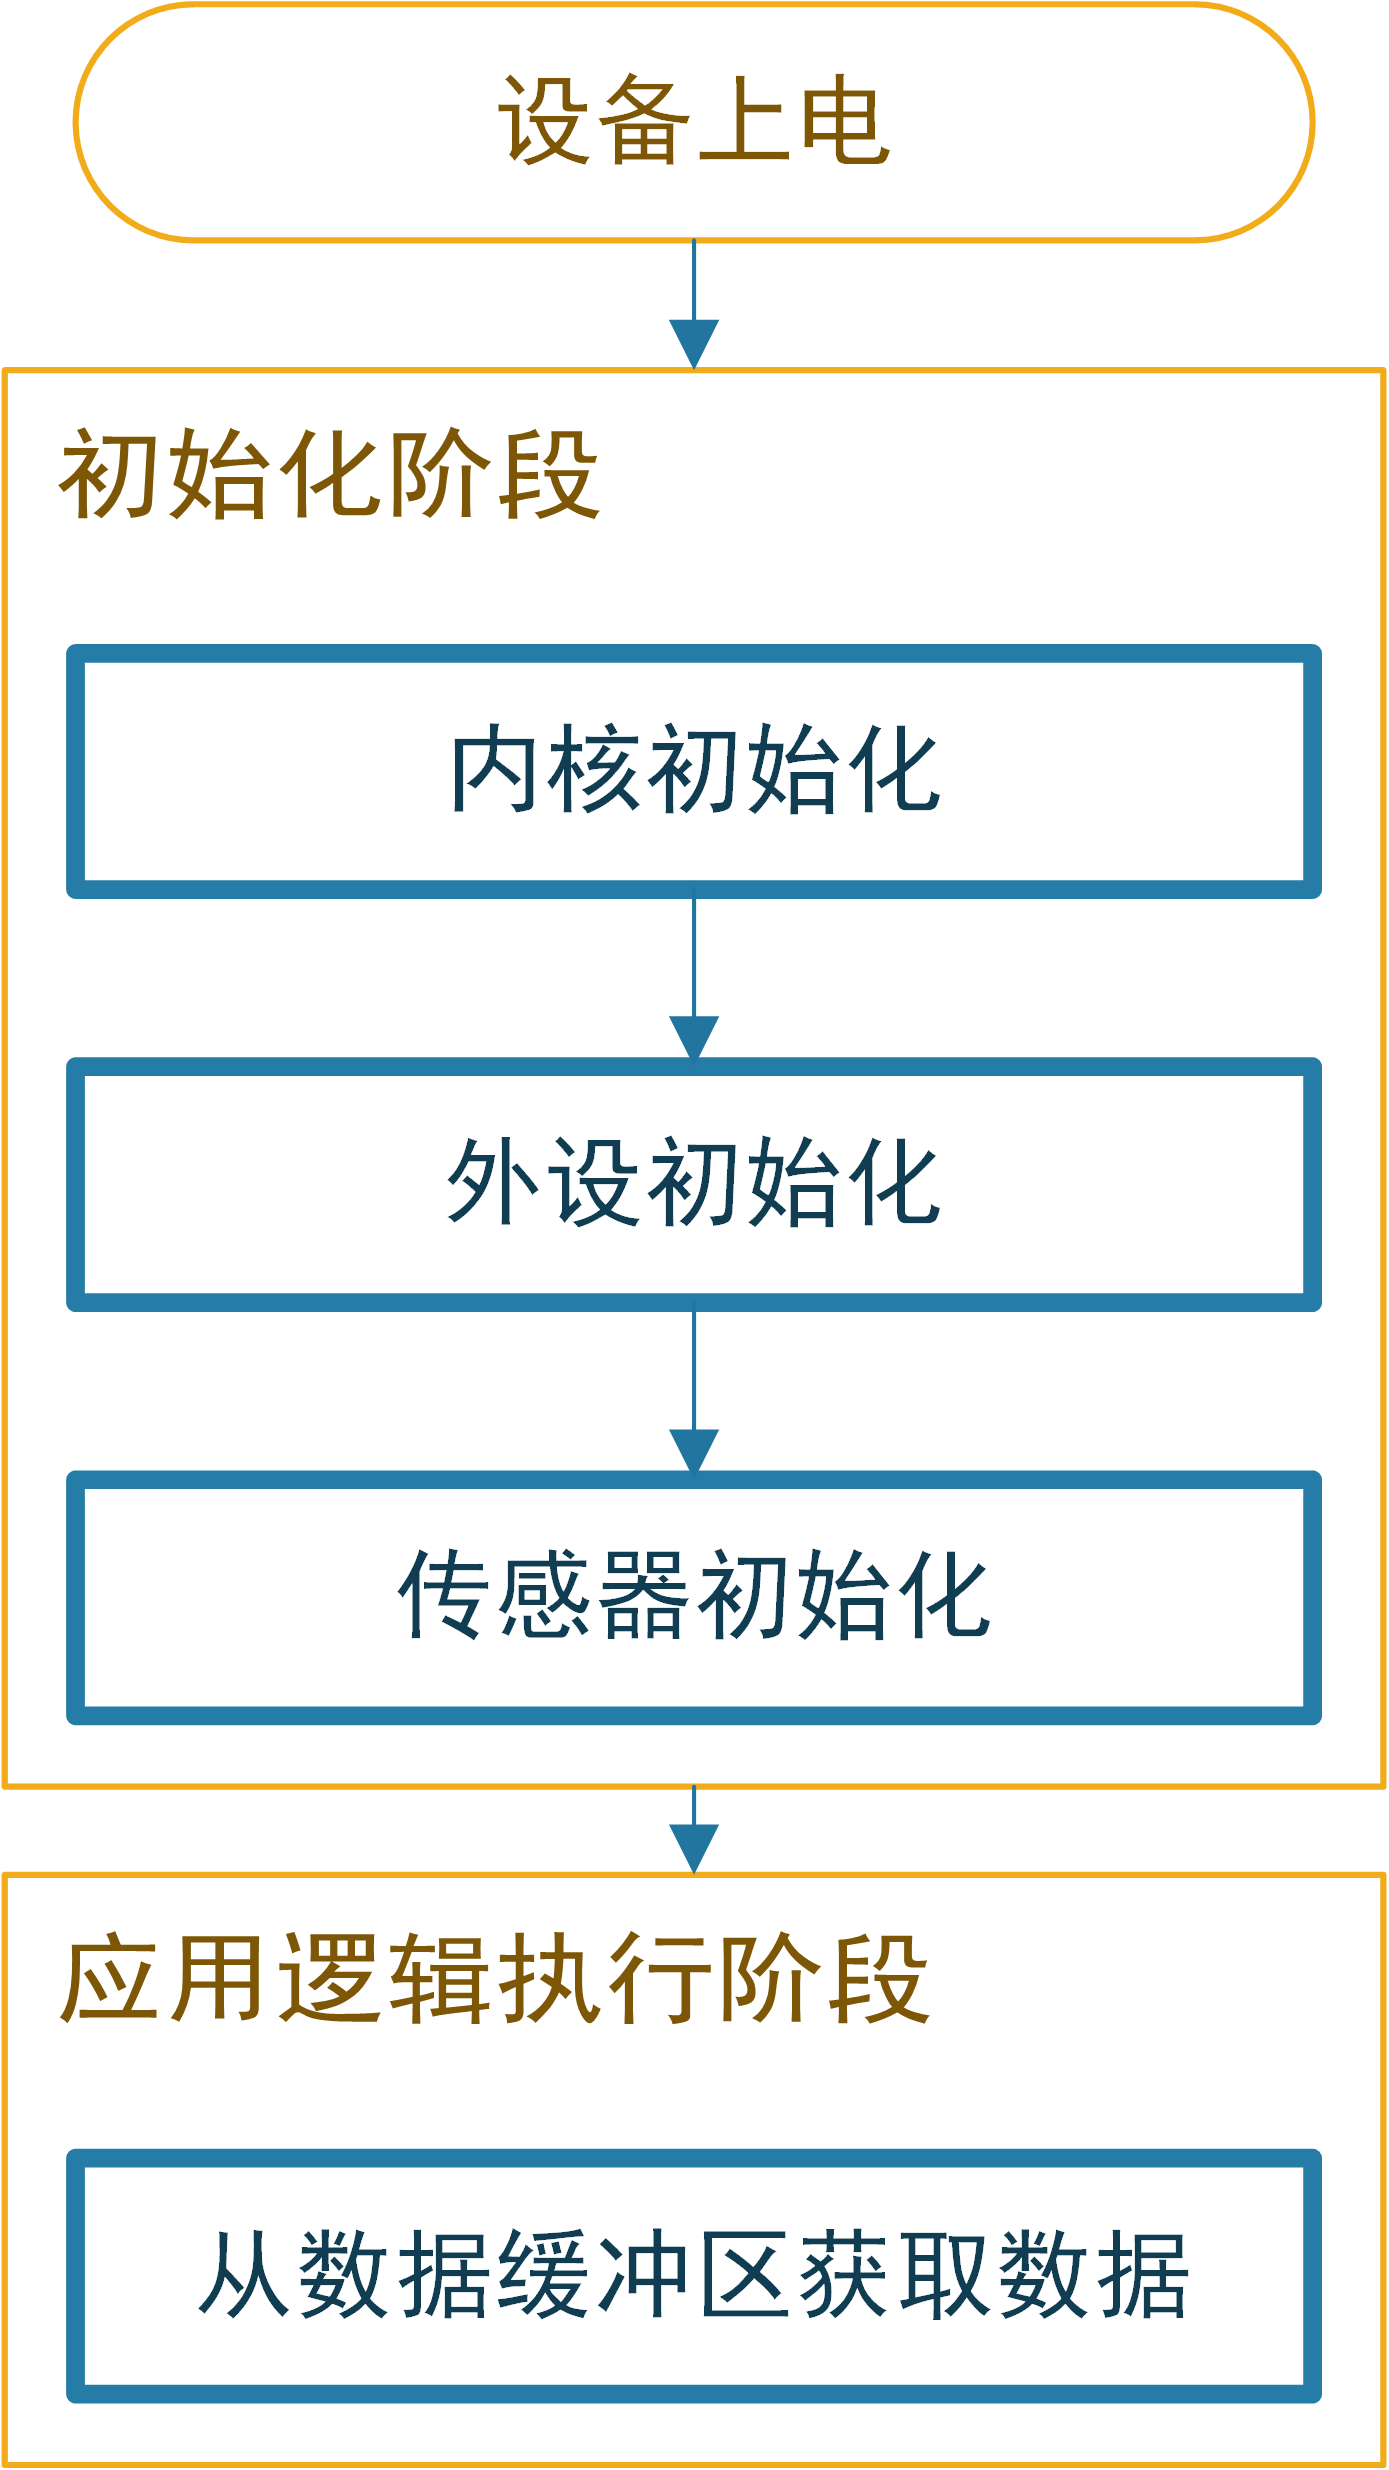 设备上电
初始化阶段
内核初始化
外设初始化
传感器初始化
应用逻辑执行阶段
从数据缓冲区获取数据